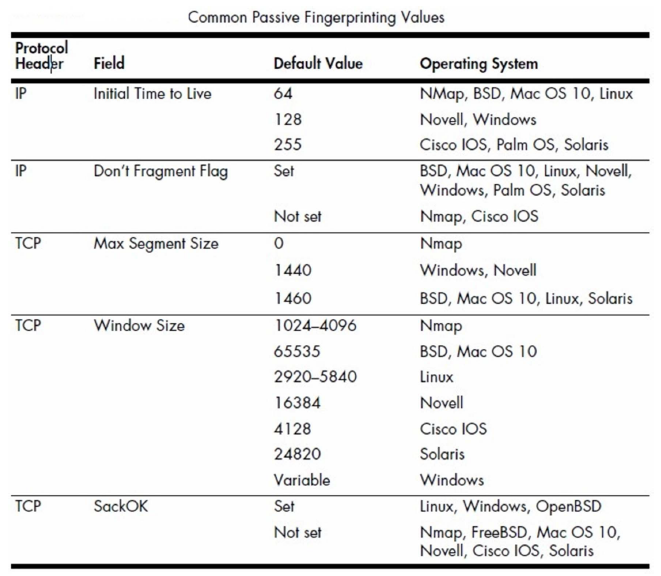 Common Passive Fingerprinting Values
Protocol
Header Field Default Value Operating System
IP Initial Time to Live 64 NMap, BSD, Mac OS 10, Linux
128 Novell, Windows
255 Cisco IOS, Palm OS, Solaris
IP Don't Fragment Flag Set BSD, Mac OS 10, Linux, Novell,
Windows, Palm OS, Solaris
Not set Nmap, Cisco IOS
TCP Max Segment Size 0 Nmap
1440 Windows, Novell
1460 BSD, Mac OS 10, Linux, Solaris
TCP Window Size 1024–4096 Nmap
65535 BSD, Mac OS 10
2920–5840 Linux
16384 Novell
4128 Cisco IOS
24820 Solaris
Variable Windows
TCP SackOK Set Linux, Windows, OpenBSD
Not set Nmap, FreeBSD, Mac OS 10,
Novell, Cisco IOS, Solaris